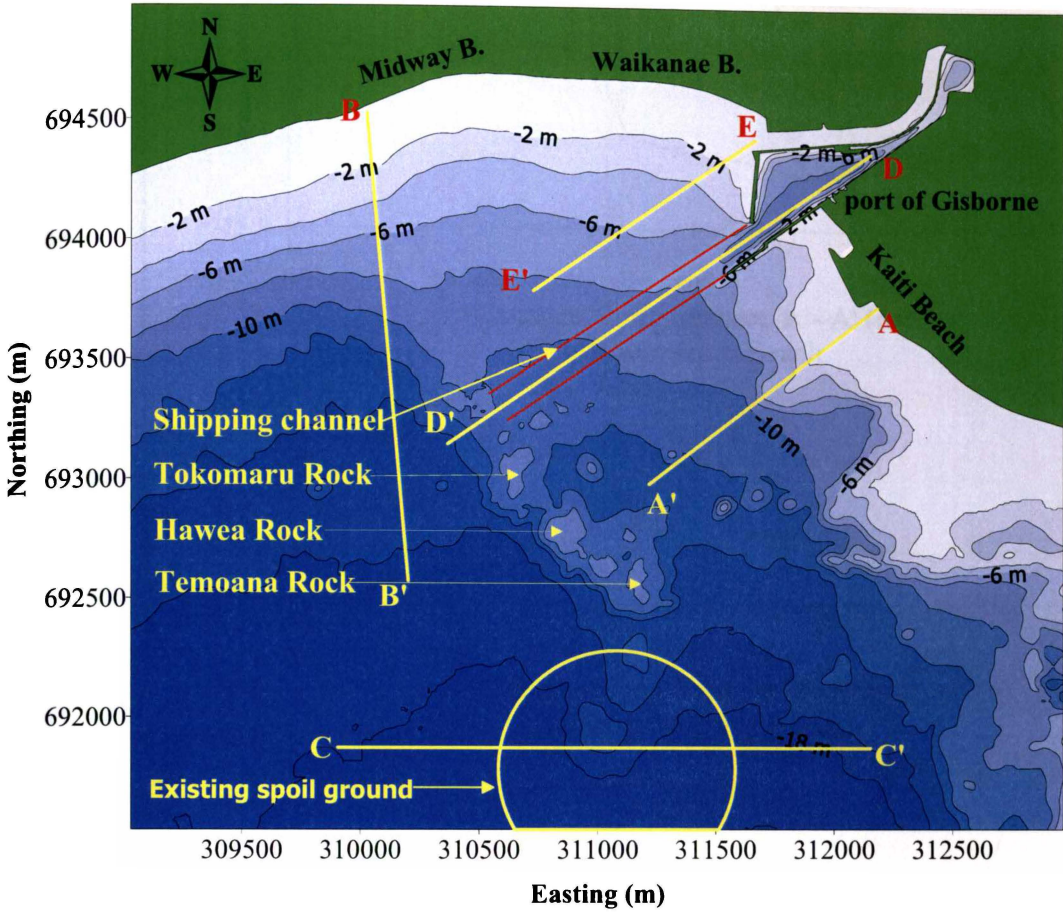 N
W E
S
Midway B.
Waikanae B.
694500
694000
693500
693000
692500
692000
Northing (m)
B
E
D
-2 m
-2 m
-2 m
-2 m
-2 m
-6 m
-2 m
-6 m
port of Gisborne
-6 m
-6 m
-6 m
E'
Kaiti Beach
A
-10 m
Shipping channel
D'
-10 m
Tokomaru Rock
-6 m
A'
Hawea Rock
Temoana Rock
B'
-6 m
C
-18 m
C'
Existing spoil ground
309500 310000 310500 311000 311500 312000 312500
Easting (m)